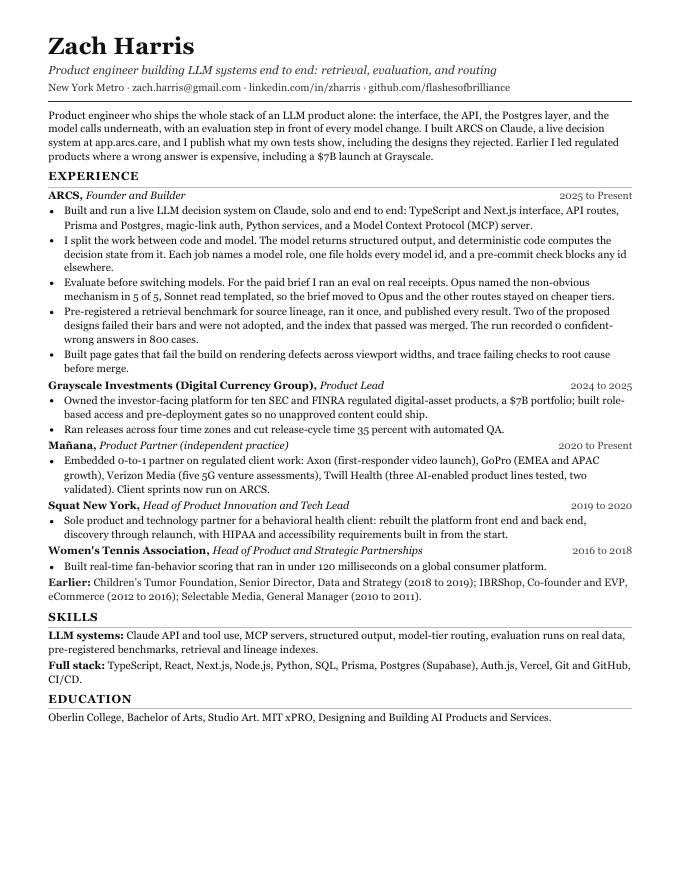 Zach Harris
Product engineer building LLM systems end to end: retrieval, evaluation, and routing
New York Metro · zach.harris@gmail.com · linkedin.com/in/zharris · github.com/flashesofbrilliance
Product engineer who ships the whole stack of an LLM product alone: the interface, the API, the Postgres layer, and the
model calls underneath, with an evaluation step in front of every model change. I built ARCS on Claude, a live decision
system at app.arcs.care, and I publish what my own tests show, including the designs they rejected. Earlier I led regulated
products where a wrong answer is expensive, including a $7B launch at Grayscale.
EXPERIENCE
ARCS, Founder and Builder 2025 to Present
• Built and run a live LLM decision system on Claude, solo and end to end: TypeScript and Next.js interface, API routes,
Prisma and Postgres, magic-link auth, Python services, and a Model Context Protocol (MCP) server.
• I split the work between code and model. The model returns structured output, and deterministic code computes the
decision state from it. Each job names a model role, one file holds every model id, and a pre-commit check blocks any id
elsewhere.
• Evaluate before switching models. For the paid brief I ran an eval on real receipts. Opus named the non-obvious
mechanism in 5 of 5, Sonnet read templated, so the brief moved to Opus and the other routes stayed on cheaper tiers.
• Pre-registered a retrieval benchmark for source lineage, ran it once, and published every result. Two of the proposed
designs failed their bars and were not adopted, and the index that passed was merged. The run recorded 0 confident-
wrong answers in 800 cases.
• Built page gates that fail the build on rendering defects across viewport widths, and trace failing checks to root cause
before merge.
Grayscale Investments (Digital Currency Group), Product Lead 2024 to 2025
• Owned the investor-facing platform for ten SEC and FINRA regulated digital-asset products, a $7B portfolio; built role-
based access and pre-deployment gates so no unapproved content could ship.
• Ran releases across four time zones and cut release-cycle time 35 percent with automated QA.
Mañana, Product Partner (independent practice) 2020 to Present
• Embedded 0-to-1 partner on regulated client work: Axon (first-responder video launch), GoPro (EMEA and APAC
growth), Verizon Media (five 5G venture assessments), Twill Health (three AI-enabled product lines tested, two
validated). Client sprints now run on ARCS.
Squat New York, Head of Product Innovation and Tech Lead 2019 to 2020
• Sole product and technology partner for a behavioral health client: rebuilt the platform front end and back end,
discovery through relaunch, with HIPAA and accessibility requirements built in from the start.
Women's Tennis Association, Head of Product and Strategic Partnerships 2016 to 2018
• Built real-time fan-behavior scoring that ran in under 120 milliseconds on a global consumer platform.
Earlier: Children's Tumor Foundation, Senior Director, Data and Strategy (2018 to 2019); IBRShop, Co-founder and EVP,
eCommerce (2012 to 2016); Selectable Media, General Manager (2010 to 2011).
SKILLS
LLM systems: Claude API and tool use, MCP servers, structured output, model-tier routing, evaluation runs on real data,
pre-registered benchmarks, retrieval and lineage indexes.
Full stack: TypeScript, React, Next.js, Node.js, Python, SQL, Prisma, Postgres (Supabase), Auth.js, Vercel, Git and GitHub,
CI/CD.
EDUCATION
Oberlin College, Bachelor of Arts, Studio Art. MIT xPRO, Designing and Building AI Products and Services.